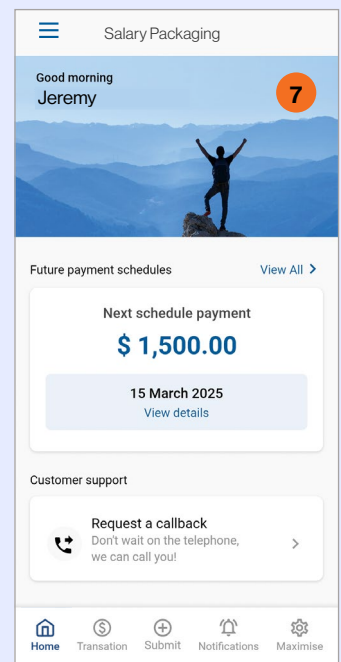 Salary Packaging
Good morning
Jeremy
7
Future payment schedules
View All
Next schedule payment
$ 1,500.00
15 March 2025
View details
Customer support
Request a callback
Don't wait on the telephone,
we can call you!
Home
Transation
Submit
Notifications
Maximise